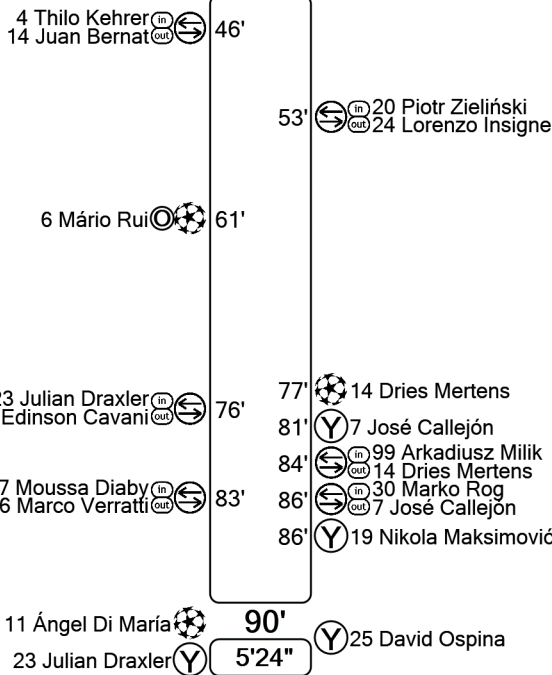 4 Thilo Kehrer in
14 Juan Bernat out
46'
53'
in 20 Piotr Zieliński
out 24 Lorenzo Insigne
6 Mário Rui O 61'
23 Julian Draxler in
Edinson Cavani out
76'
77' 14 Dries Mertens
81' Y 7 José Callejón
84'
in 99 Arkadiusz Milik
out 14 Dries Mertens
7 Moussa Diaby in
6 Marco Verratti out
83'
86'
in 30 Marko Rog
out 7 José Callejón
86' Y 19 Nikola Maksimović
11 Ángel Di María 90'
Y 25 David Ospina
23 Julian Draxler Y 5'24"